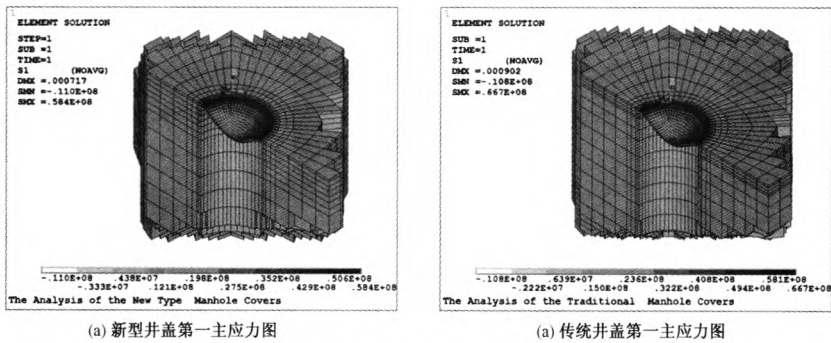 1
ELEMENT SOLUTION
STEP=1
SUB =1
TIME=1
S1 (NOAVG)
DMX =.000717
SMN =-.110E+08
SMX =.584E+08
-.110E+08 .438E+07 .198E+08 .352E+08 .506E+08
-.333E+07 .121E+08 .275E+08 .429E+08 .584E+08
The Analysis of the New Type Manhole Covers
(a) 新型井盖第一主应力图
1
ELEMENT SOLUTION
SUB =1
TIME=1
S1 (NOAVG)
DMX =.000902
SMN =-.108E+08
SMX =.667E+08
-.108E+08 .639E+07 .236E+08 .408E+08 .581E+08
-.222E+07 .150E+08 .322E+08 .494E+08 .667E+08
The Analysis of the Traditional Manhole Covers
(a) 传统井盖第一主应力图